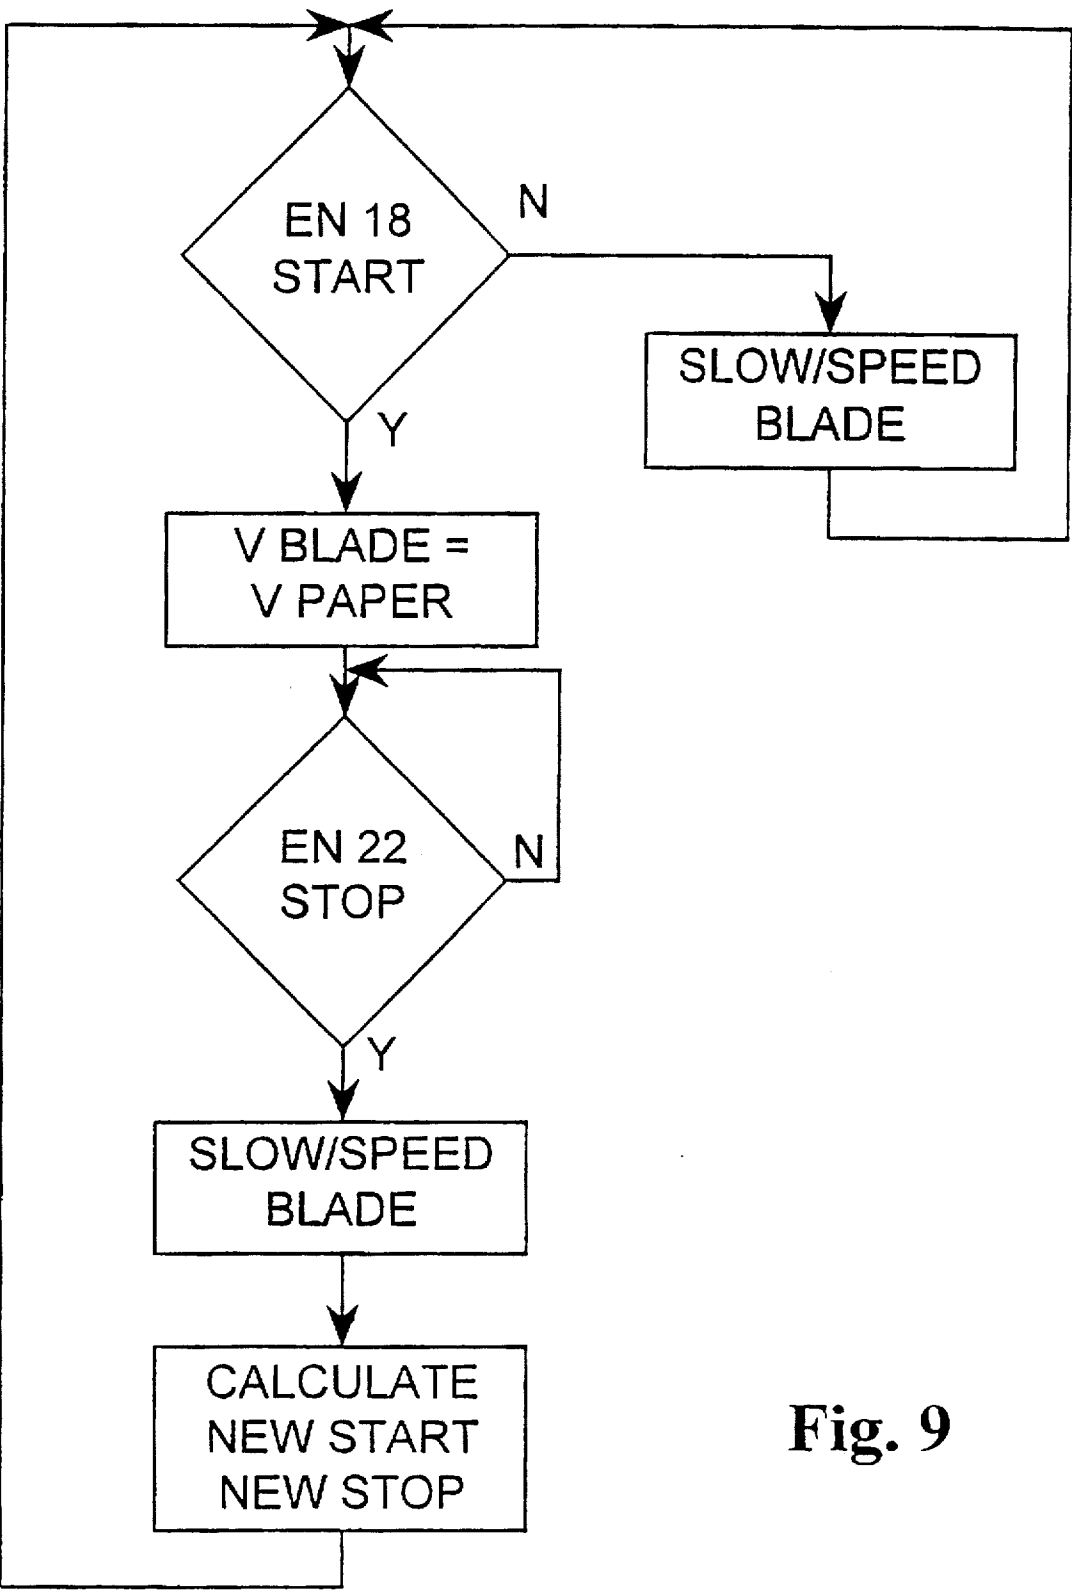 EN 18
START
N
SLOW/SPEED
BLADE
Y
V BLADE =
V PAPER
EN 22
STOP
N
Y
SLOW/SPEED
BLADE
CALCULATE
NEW START
NEW STOP
Fig. 9